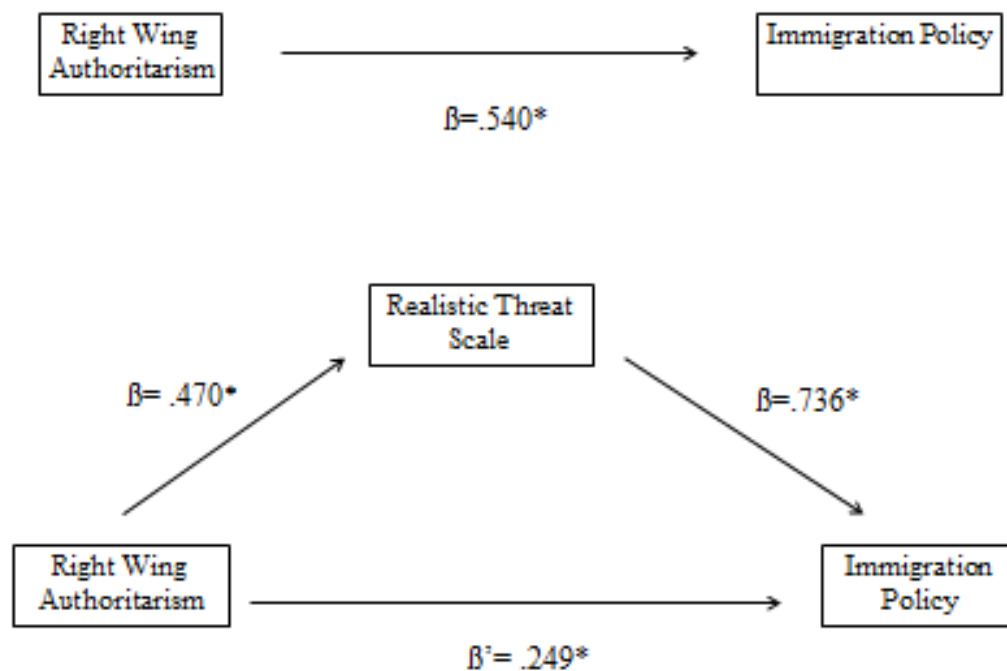 Right Wing
Authoritarism
Immigration Policy
ß=.540*
Realistic Threat
Scale
ß= .470*
ß=.736*
Right Wing
Authoritarism
Immigration
Policy
ß’= .249*